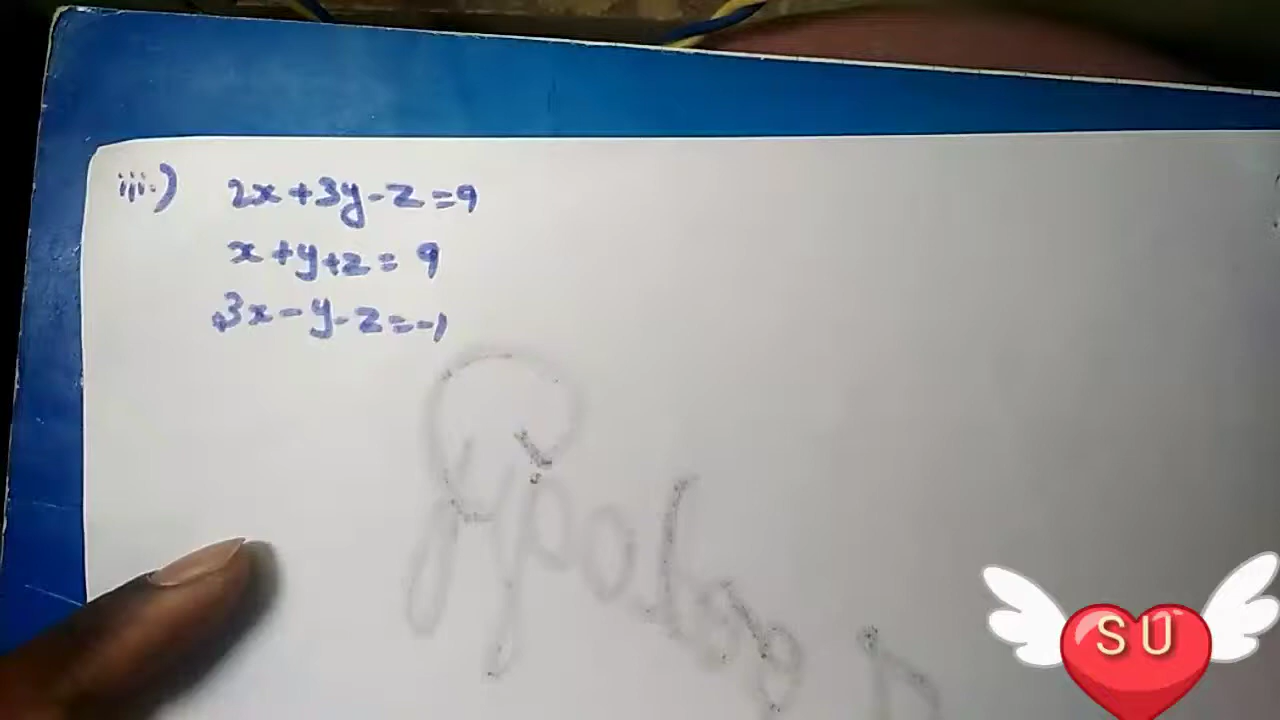 iii.) 2x+3y-z=9
x+y+z=9
3x-y-z=-1
SU